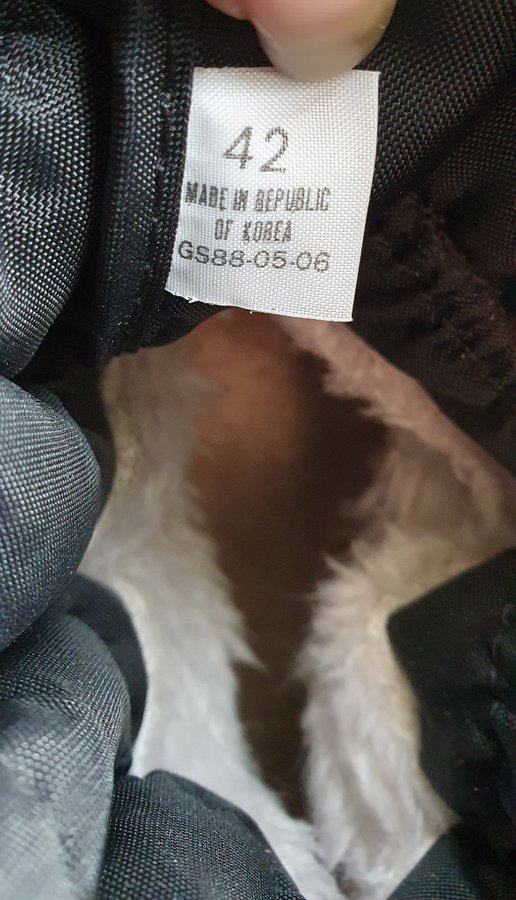 42
MADE IN REPUBLIC
OF KOREA
GS88-05-06